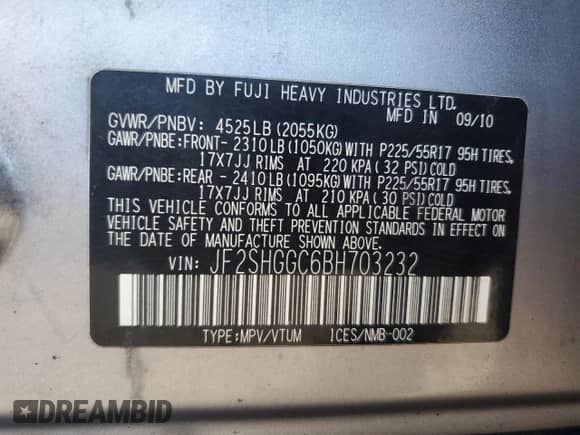 MFD BY FUJI HEAVY INDUSTRIES LTD.
MFD IN 09/10
GVWR/PNBV: 4525LB (2055KG)
GAWR/PNBE:FRONT- 2310LB(1050KG)WITH P225/55R17 95H TIRES,
17X7JJ RIMS AT 220 KPA ( 32 PSI)COLD
GAWR/PNBE:REAR - 2410LB(1095KG)WITH P225/55R17 95H TIRES,
17X7JJ RIMS AT 210 KPA ( 30 PSI)COLD
THIS VEHICLE CONFORMS TO ALL APPLICABLE FEDERAL MOTOR
VEHICLE SAFETY AND THEFT PREVENTION STANDARDS IN EFFECT
ON THE DATE OF MANUFACTURE SHOWN ABOVE.
VIN: JF2SHGGC6BH703232
TYPE:MPV/VTUM ICES/NMB-002
DREAMBID